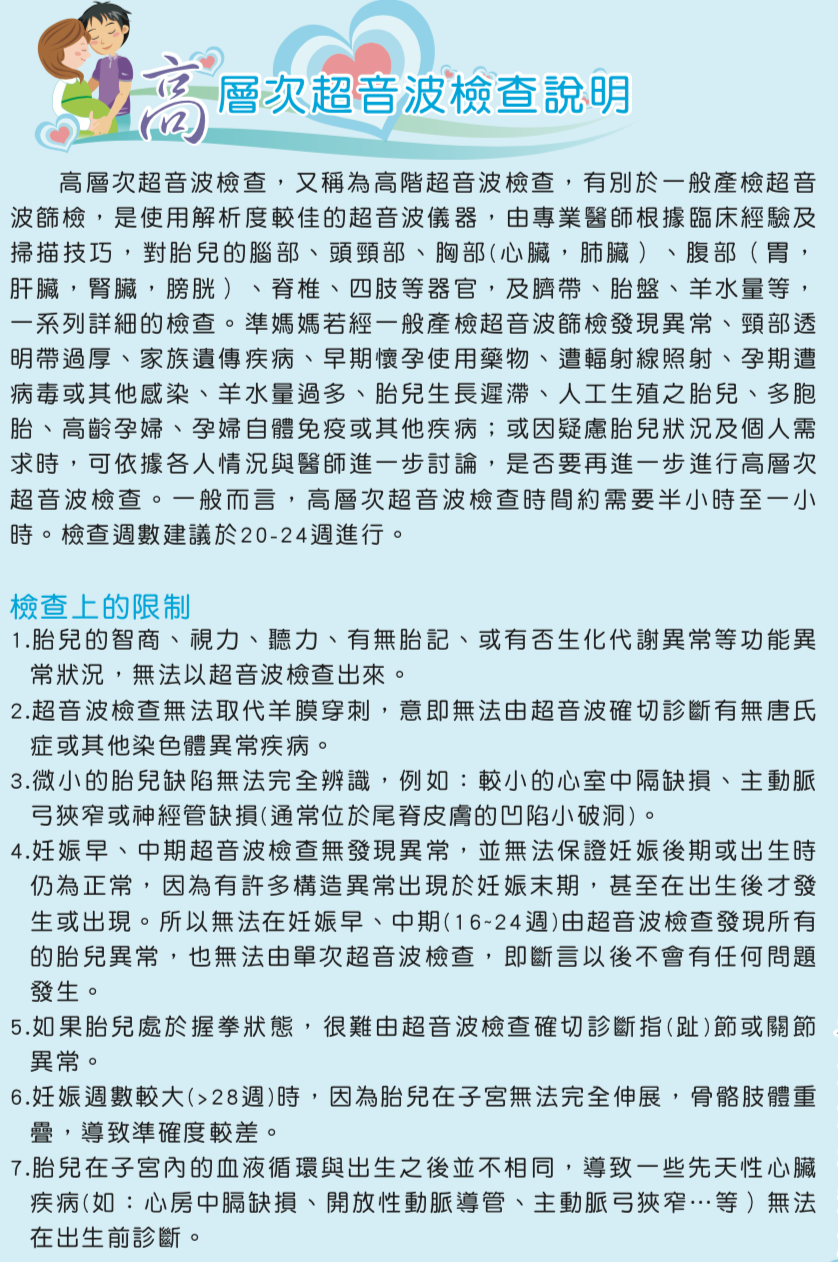 高層次超音波檢查說明
高層次超音波檢查，又稱為高階超音波檢查，有別於一般產檢超音
波篩檢，是使用解析度較佳的超音波儀器，由專業醫師根據臨床經驗及
掃描技巧，對胎兒的腦部、頭頸部、胸部(心臟，肺臟）、腹部（胃，
肝臟，腎臟，膀胱）、脊椎、四肢等器官，及臍帶、胎盤、羊水量等，
一系列詳細的檢查。準媽媽若經一般產檢超音波篩檢發現異常、頸部透
明帶過厚、家族遺傳疾病、早期懷孕使用藥物、遭輻射線照射、孕期遭
病毒或其他感染、羊水量過多、胎兒生長遲滯、人工生殖之胎兒、多胞
胎、高齡孕婦、孕婦自體免疫或其他疾病；或因疑慮胎兒狀況及個人需
求時，可依據各人情況與醫師進一步討論，是否要再進一步進行高層次
超音波檢查。一般而言，高層次超音波檢查時間約需要半小時至一小
時。檢查週數建議於20-24週進行。
檢查上的限制
1.胎兒的智商、視力、聽力、有無胎記、或有否生化代謝異常等功能異
常狀況，無法以超音波檢查出來。
2.超音波檢查無法取代羊膜穿刺，意即無法由超音波確切診斷有無唐氏
症或其他染色體異常疾病。
3.微小的胎兒缺陷無法完全辨識，例如：較小的心室中隔缺損、主動脈
弓狹窄或神經管缺損(通常位於尾脊皮膚的凹陷小破洞)。
4.妊娠早、中期超音波檢查無發現異常，並無法保證妊娠後期或出生時
仍為正常，因為有許多構造異常出現於妊娠末期，甚至在出生後才發
生或出現。所以無法在妊娠早、中期(16~24週)由超音波檢查發現所有
的胎兒異常，也無法由單次超音波檢查，即斷言以後不會有任何問題
發生。
5.如果胎兒處於握拳狀態，很難由超音波檢查確切診斷指(趾)節或關節
異常。
6.妊娠週數較大(>28週)時，因為胎兒在子宮無法完全伸展，骨骼肢體重
疊，導致準確度較差。
7.胎兒在子宮內的血液循環與出生之後並不相同，導致一些先天性心臟
疾病(如：心房中膈缺損、開放性動脈導管、主動脈弓狹窄…等）無法
在出生前診斷。